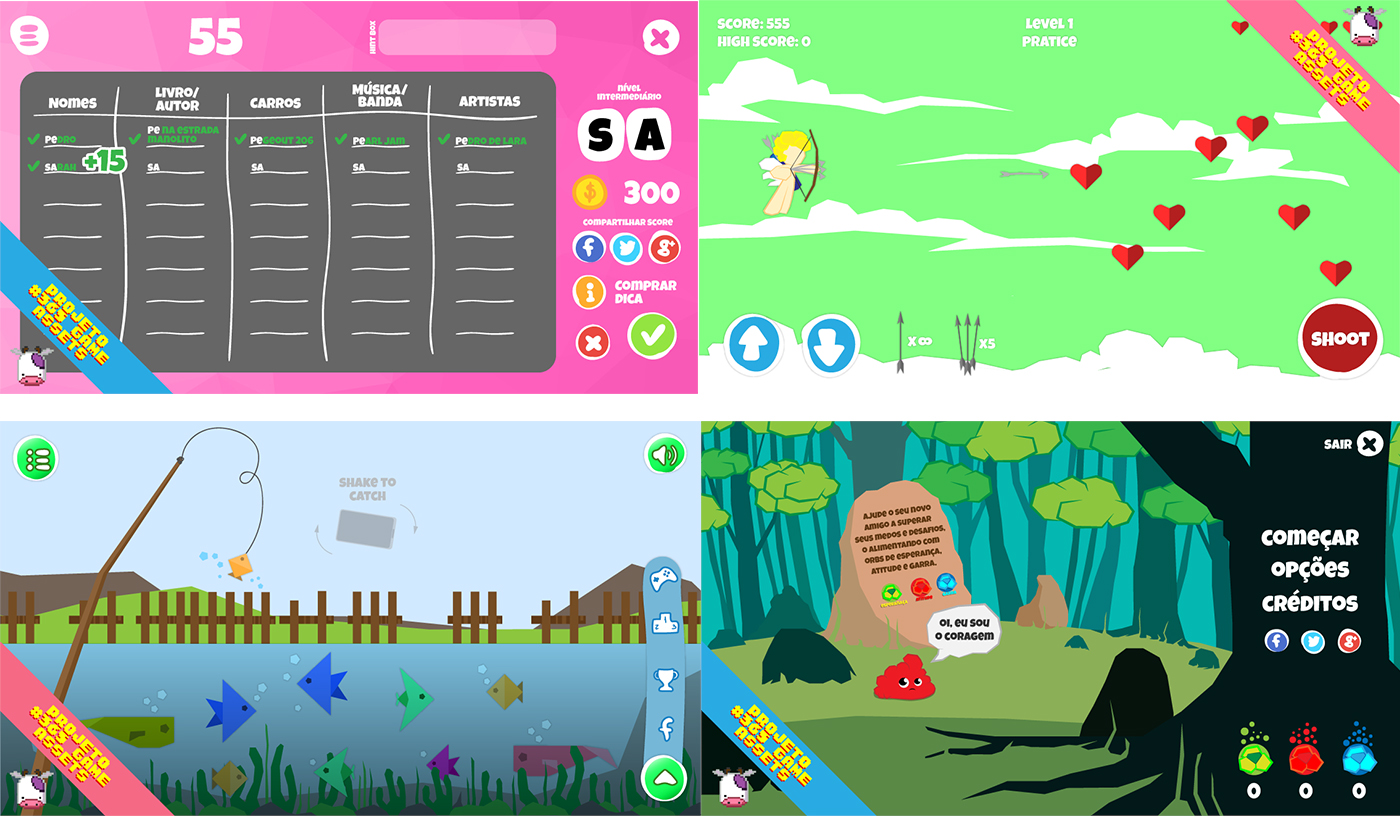 55
HINT BOX
NOMES
LIVRO/
AUTOR
CARROS
MÚSICA/
BANDA
ARTISTAS
PEDRO
PE NA ESTRADA
MANOLITO
PEGEOUT 206
PEARL JAM
PEDRO DE LARA
SARAH
+15
SA
SA
SA
SA
NÍVEL
INTERMEDIÁRIO
S A
$ 300
COMPARTILHAR SCORE
f g+
i COMPRAR
DICA
PROJETO
#365 GAME
ASSETS
SCORE: 555
HIGH SCORE: 0
LEVEL 1
PRATICE
PROJETO
#365 GAME
ASSETS
X∞
X5
SHOOT
SHAKE TO
CATCH
f
PROJETO
#365 GAME
ASSETS
SAIR
AJUDE O SEU NOVO
AMIGO A SUPERAR
SEUS MEDOS E DESAFIOS,
O ALIMENTANDO COM
ORBS DE ESPERANÇA,
ATITUDE E GARRA.
ESPERANÇA
ATITUDE
GARRA
OI, EU SOU
O CORAGEM
COMEÇAR
OPÇÕES
CRÉDITOS
f g+
0 0 0
PROJETO
#365 GAME
ASSETS